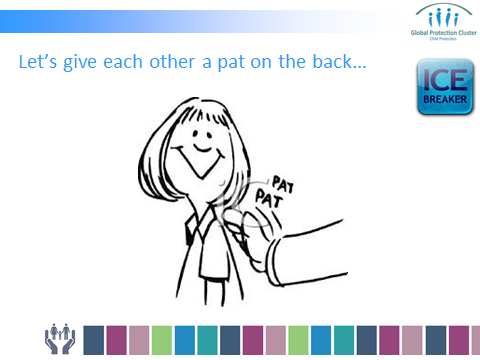 Global Protection Cluster
Child Protection
Let's give each other a pat on the back...
ICE
BREAKER
PAT
PAT